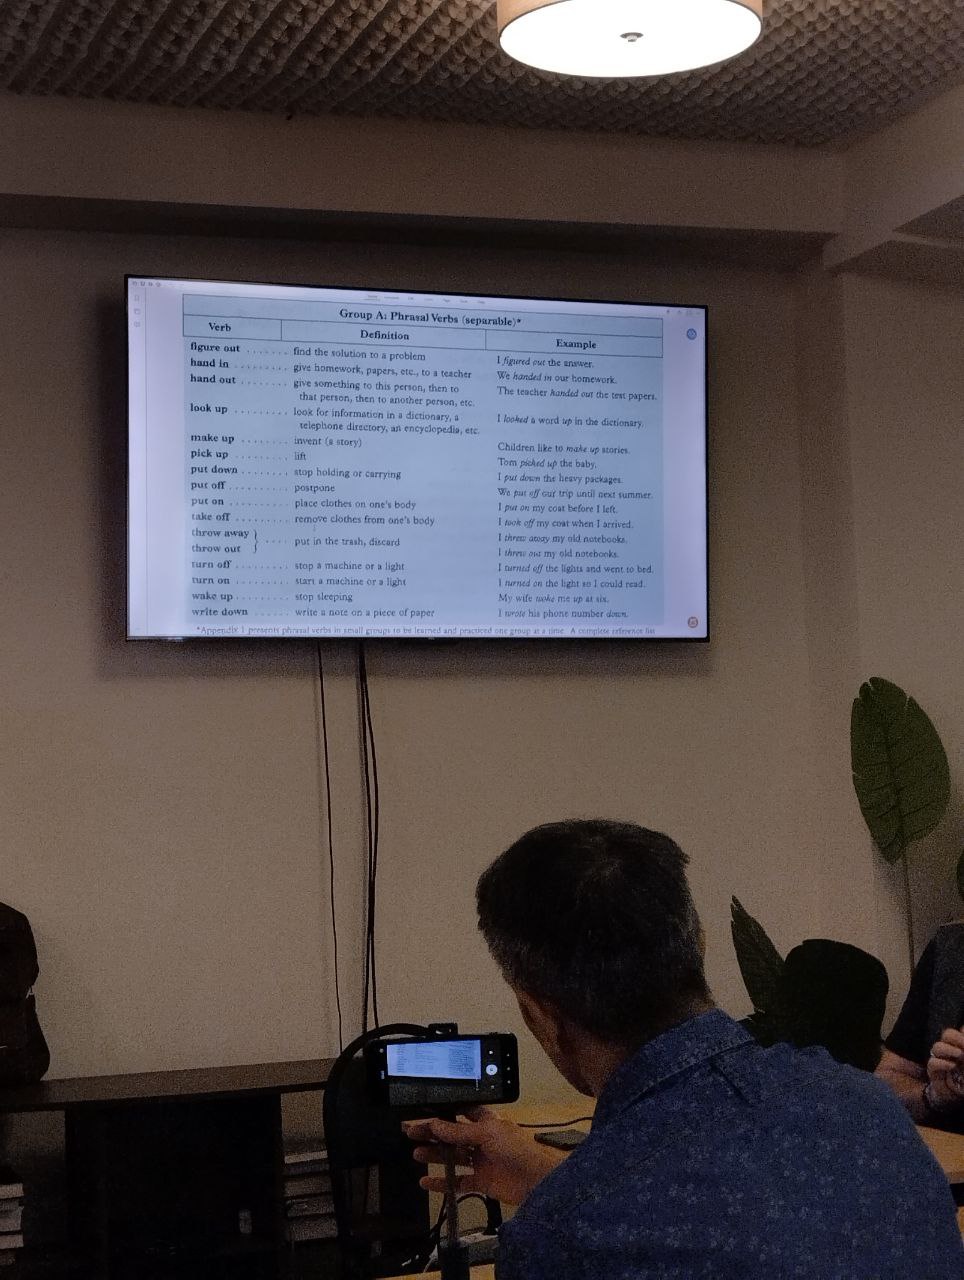 Group A: Phrasal Verbs (separable)*
Verb Definition Example
figure out ....... find the solution to a problem I figured out the answer.
hand in ......... give homework, papers, etc., to a teacher We handed in our homework.
hand out ........ give something to this person, then to The teacher handed out the test papers.
that person, then to another person, etc.
look up ......... look for information in a dictionary, a I looked a word up in the dictionary.
telephone directory, an encyclopedia, etc.
make up ........ invent (a story) Children like to make up stories.
pick up ......... lift Tom picked up the baby.
put down ........ stop holding or carrying I put down the heavy packages.
put off ......... postpone We put off our trip until next summer.
put on ......... place clothes on one's body I put on my coat before I left.
take off ........ remove clothes from one's body I took off my coat when I arrived.
throw away } .... put in the trash, discard I threw away my old notebooks.
throw out I threw out my old notebooks.
turn off ........ stop a machine or a light I turned off the lights and went to bed.
turn on ........ start a machine or a light I turned on the light so I could read.
wake up ........ stop sleeping My wife woke me up at six.
write down ..... write a note on a piece of paper I wrote his phone number down.
*Appendix 1 presents phrasal verbs in small groups to be learned and practiced one group at a time. A complete reference list